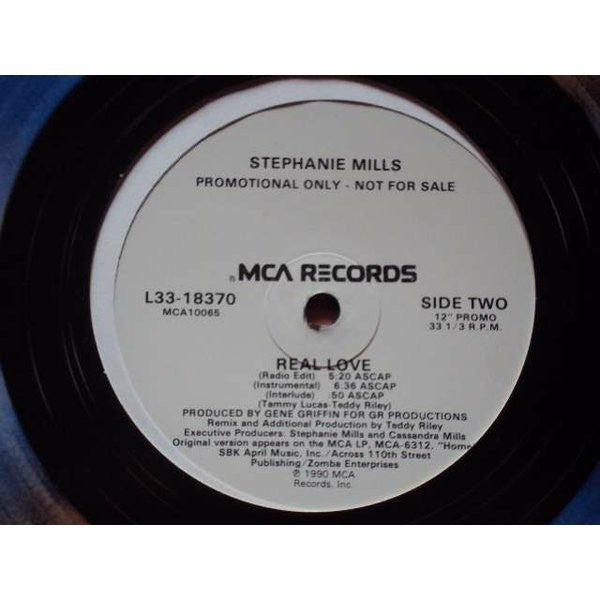 STEPHANIE MILLS
PROMOTIONAL ONLY - NOT FOR SALE
® MCA RECORDS
L33-18370
MCA10065
SIDE TWO
12" PROMO
33 1/3 R.P.M.
REAL LOVE
(Radio Edit) 5:20 ASCAP
(Instrumental) 6:36 ASCAP
(Interlude) :50 ASCAP
(Tammy Lucas-Teddy Riley)
PRODUCED BY GENE GRIFFIN FOR GR PRODUCTIONS
Remix and Additional Production by Teddy Riley
Executive Producers: Stephanie Mills and Cassandra Mills
Original version appears on the MCA LP, MCA-6312, "Home
SBK April Music, Inc./Across 110th Street
Publishing/Zomba Enterprises
℗ 1990 MCA
Records, Inc.